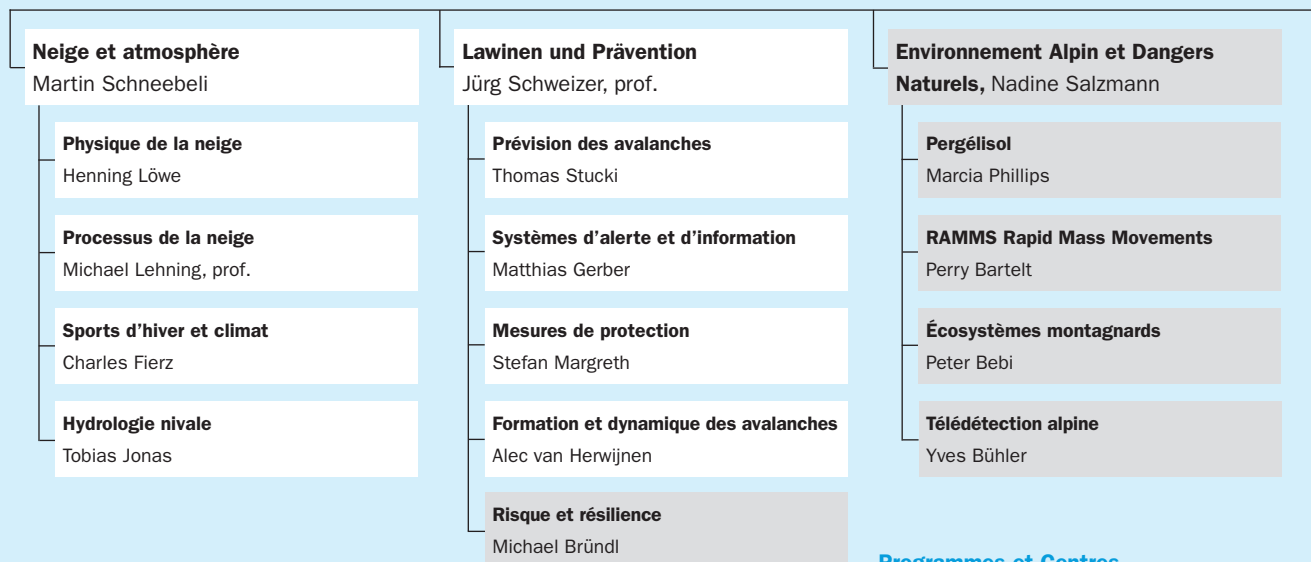 Neige et atmosphère
Martin Schneebeli
Physique de la neige
Henning Löwe
Processus de la neige
Michael Lehning, prof.
Sports d'hiver et climat
Charles Fierz
Hydrologie nivale
Tobias Jonas
Lawinen und Prävention
Jürg Schweizer, prof.
Prévision des avalanches
Thomas Stucki
Systèmes d'alerte et d'information
Matthias Gerber
Mesures de protection
Stefan Margreth
Formation et dynamique des avalanches
Alec van Herwijnen
Risque et résilience
Michael Bründl
Environnement Alpin et Dangers
Naturels, Nadine Salzmann
Pergélisol
Marcia Phillips
RAMMS Rapid Mass Movements
Perry Bartelt
Écosystèmes montagnards
Peter Bebi
Télédétection alpine
Yves Bühler
Programmes et Centres